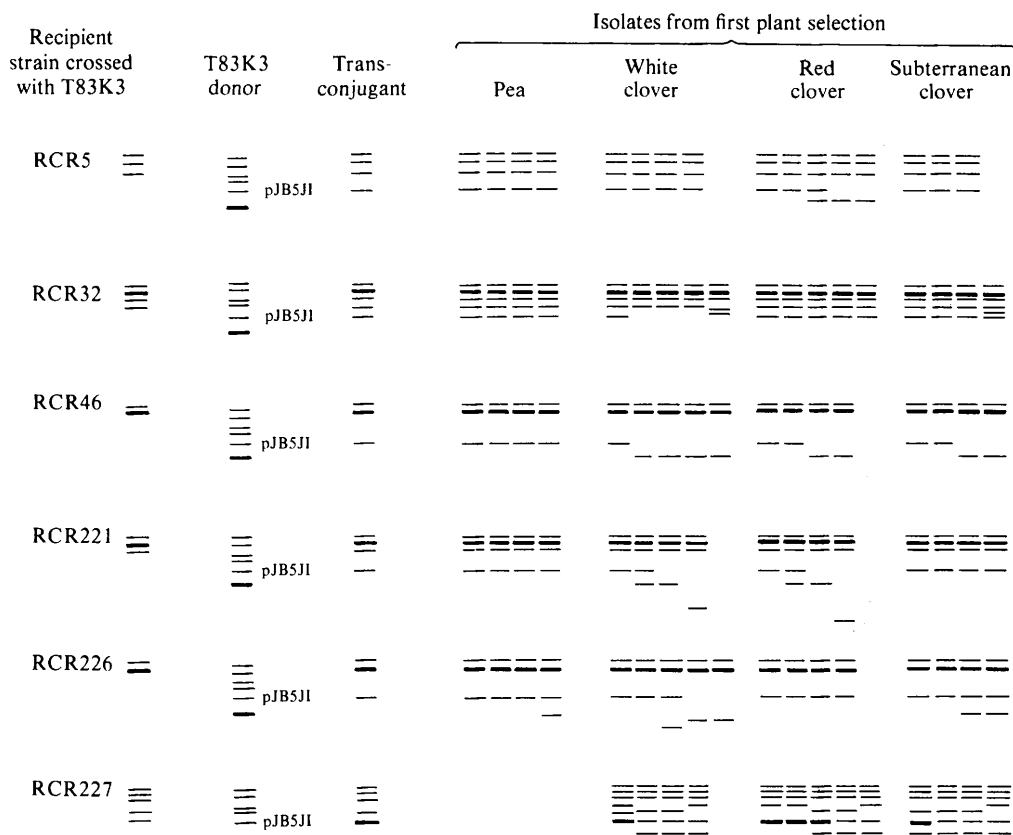 Isolates from first plant selection
Recipient
strain crossed
with T83K3
T83K3
donor
Trans-
conjugant
Pea
White
clover
Red
clover
Subterranean
clover
RCR5
pJB5JI
RCR32
pJB5JI
RCR46
pJB5JI
RCR221
pJB5JI
RCR226
pJB5JI
RCR227
pJB5JI